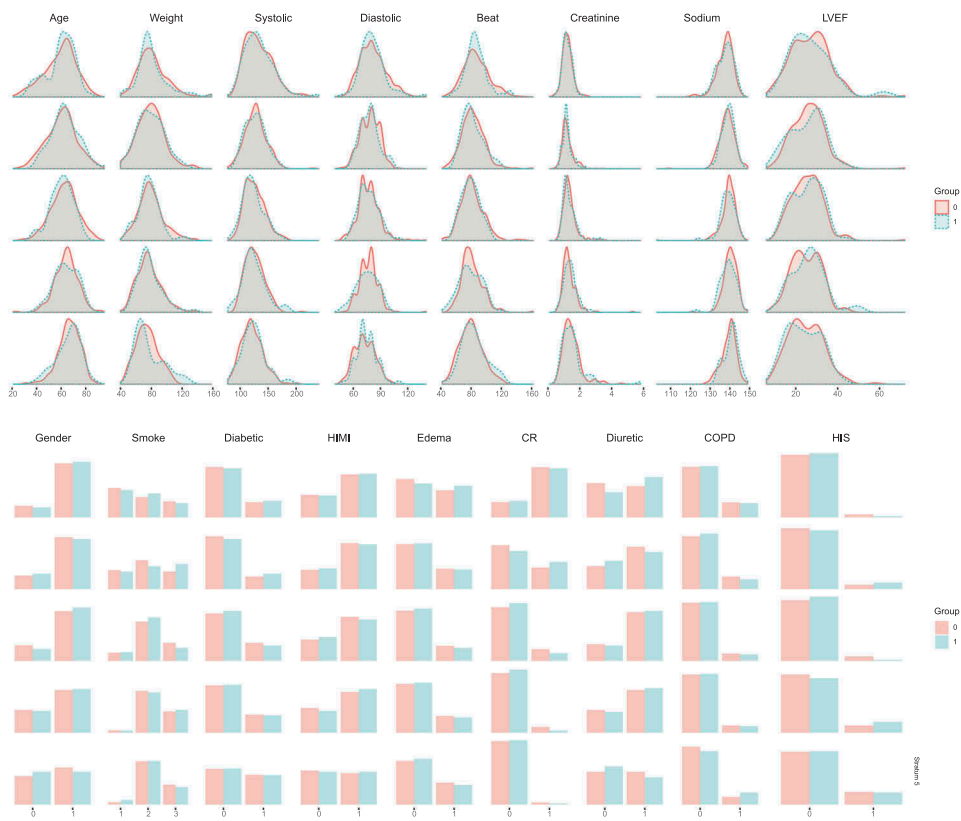 Age Weight Systolic Diastolic Beat Creatinine Sodium LVEF
Group
0
1
20 40 60 80 40 80 120 160 100 150 200 60 90 120 40 80 120 160 0 2 4 6 110 120 130 140 150 20 40 60
Gender Smoke Diabetic HIMI Edema CR Diuretic COPD HIS
Group
0
1
Stratum 5
0 1 1 2 3 0 1 0 1 0 1 0 1 0 1 0 1 0 1